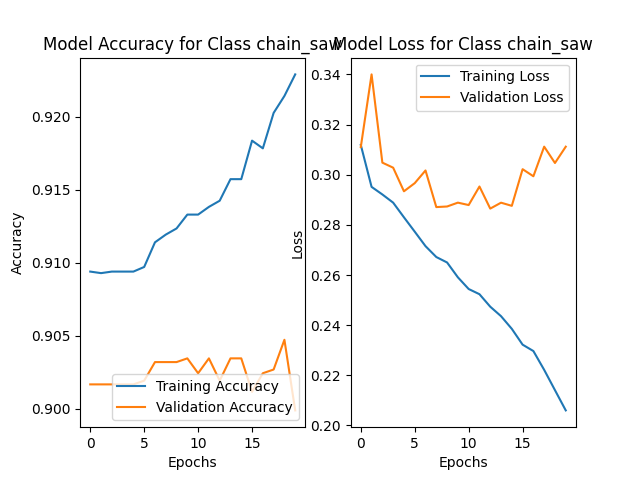 Model Accuracy for Class chain_saw
0.920
0.915
0.910
0.905
0.900
Accuracy
Training Accuracy
Validation Accuracy
0 5 10 15
Epochs
Model Loss for Class chain_saw
0.34
0.32
0.30
0.28
0.26
0.24
0.22
0.20
Loss
Training Loss
Validation Loss
0 5 10 15
Epochs